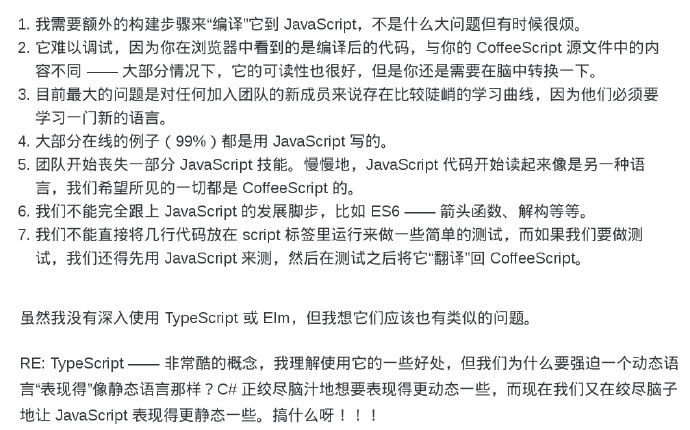 1. 我需要额外的构建步骤来“编译”它到 JavaScript，不是什么大问题但有时候很烦。
2. 它难以调试，因为你在浏览器中看到的是编译后的代码，与你的 CoffeeScript 源文件中的内
容不同 —— 大部分情况下，它的可读性也很好，但是你还是需要在脑中转换一下。
3. 目前最大的问题是对任何加入团队的新成员来说存在比较陡峭的学习曲线，因为他们必须要
学习一门新的语言。
4. 大部分在线的例子（99%）都是用 JavaScript 写的。
5. 团队开始丧失一部分 JavaScript 技能。慢慢地，JavaScript 代码开始读起来像是另一种语
言，我们希望所见的一切都是 CoffeeScript 的。
6. 我们不能完全跟上 JavaScript 的发展脚步，比如 ES6 —— 箭头函数、解构等等。
7. 我们不能直接将几行代码放在 script 标签里运行来做一些简单的测试，而如果我们要做测
试，我们还得先用 JavaScript 来测，然后在测试之后将它“翻译”回 CoffeeScript。
虽然我没有深入使用 TypeScript 或 Elm，但我想它们应该也有类似的问题。
RE: TypeScript —— 非常酷的概念，我理解使用它的一些好处，但我们为什么要强迫一个动态语
言“表现得”像静态语言那样？C# 正绞尽脑汁地想要表现得更动态一些，而现在我们又在绞尽脑子
地让 JavaScript 表现得更静态一些。搞什么呀！！！